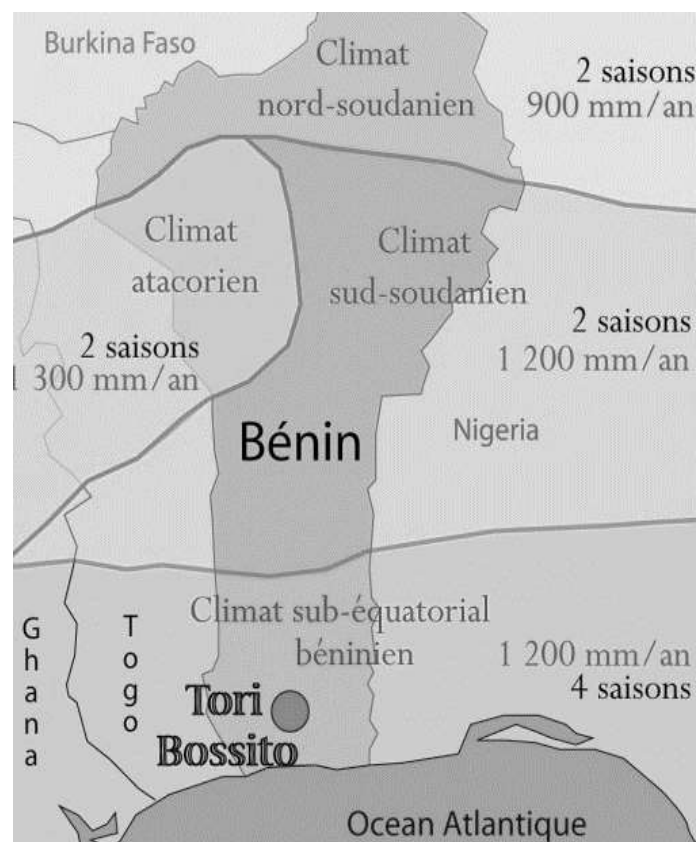 Burkina Faso
Climat
nord-soudanien
2 saisons
900 mm/an
Climat
atacorien
Climat
sud-soudanien
2 saisons
1 300 mm/an
2 saisons
1 200 mm/an
Bénin
Nigeria
Climat sub-équatorial
béninien
1 200 mm/an
4 saisons
Ghana
Togo
Tori
Bossito
Ocean Atlantique